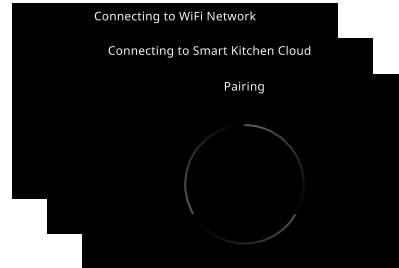 Connecting to WiFi Network
Connecting to Smart Kitchen Cloud
Pairing